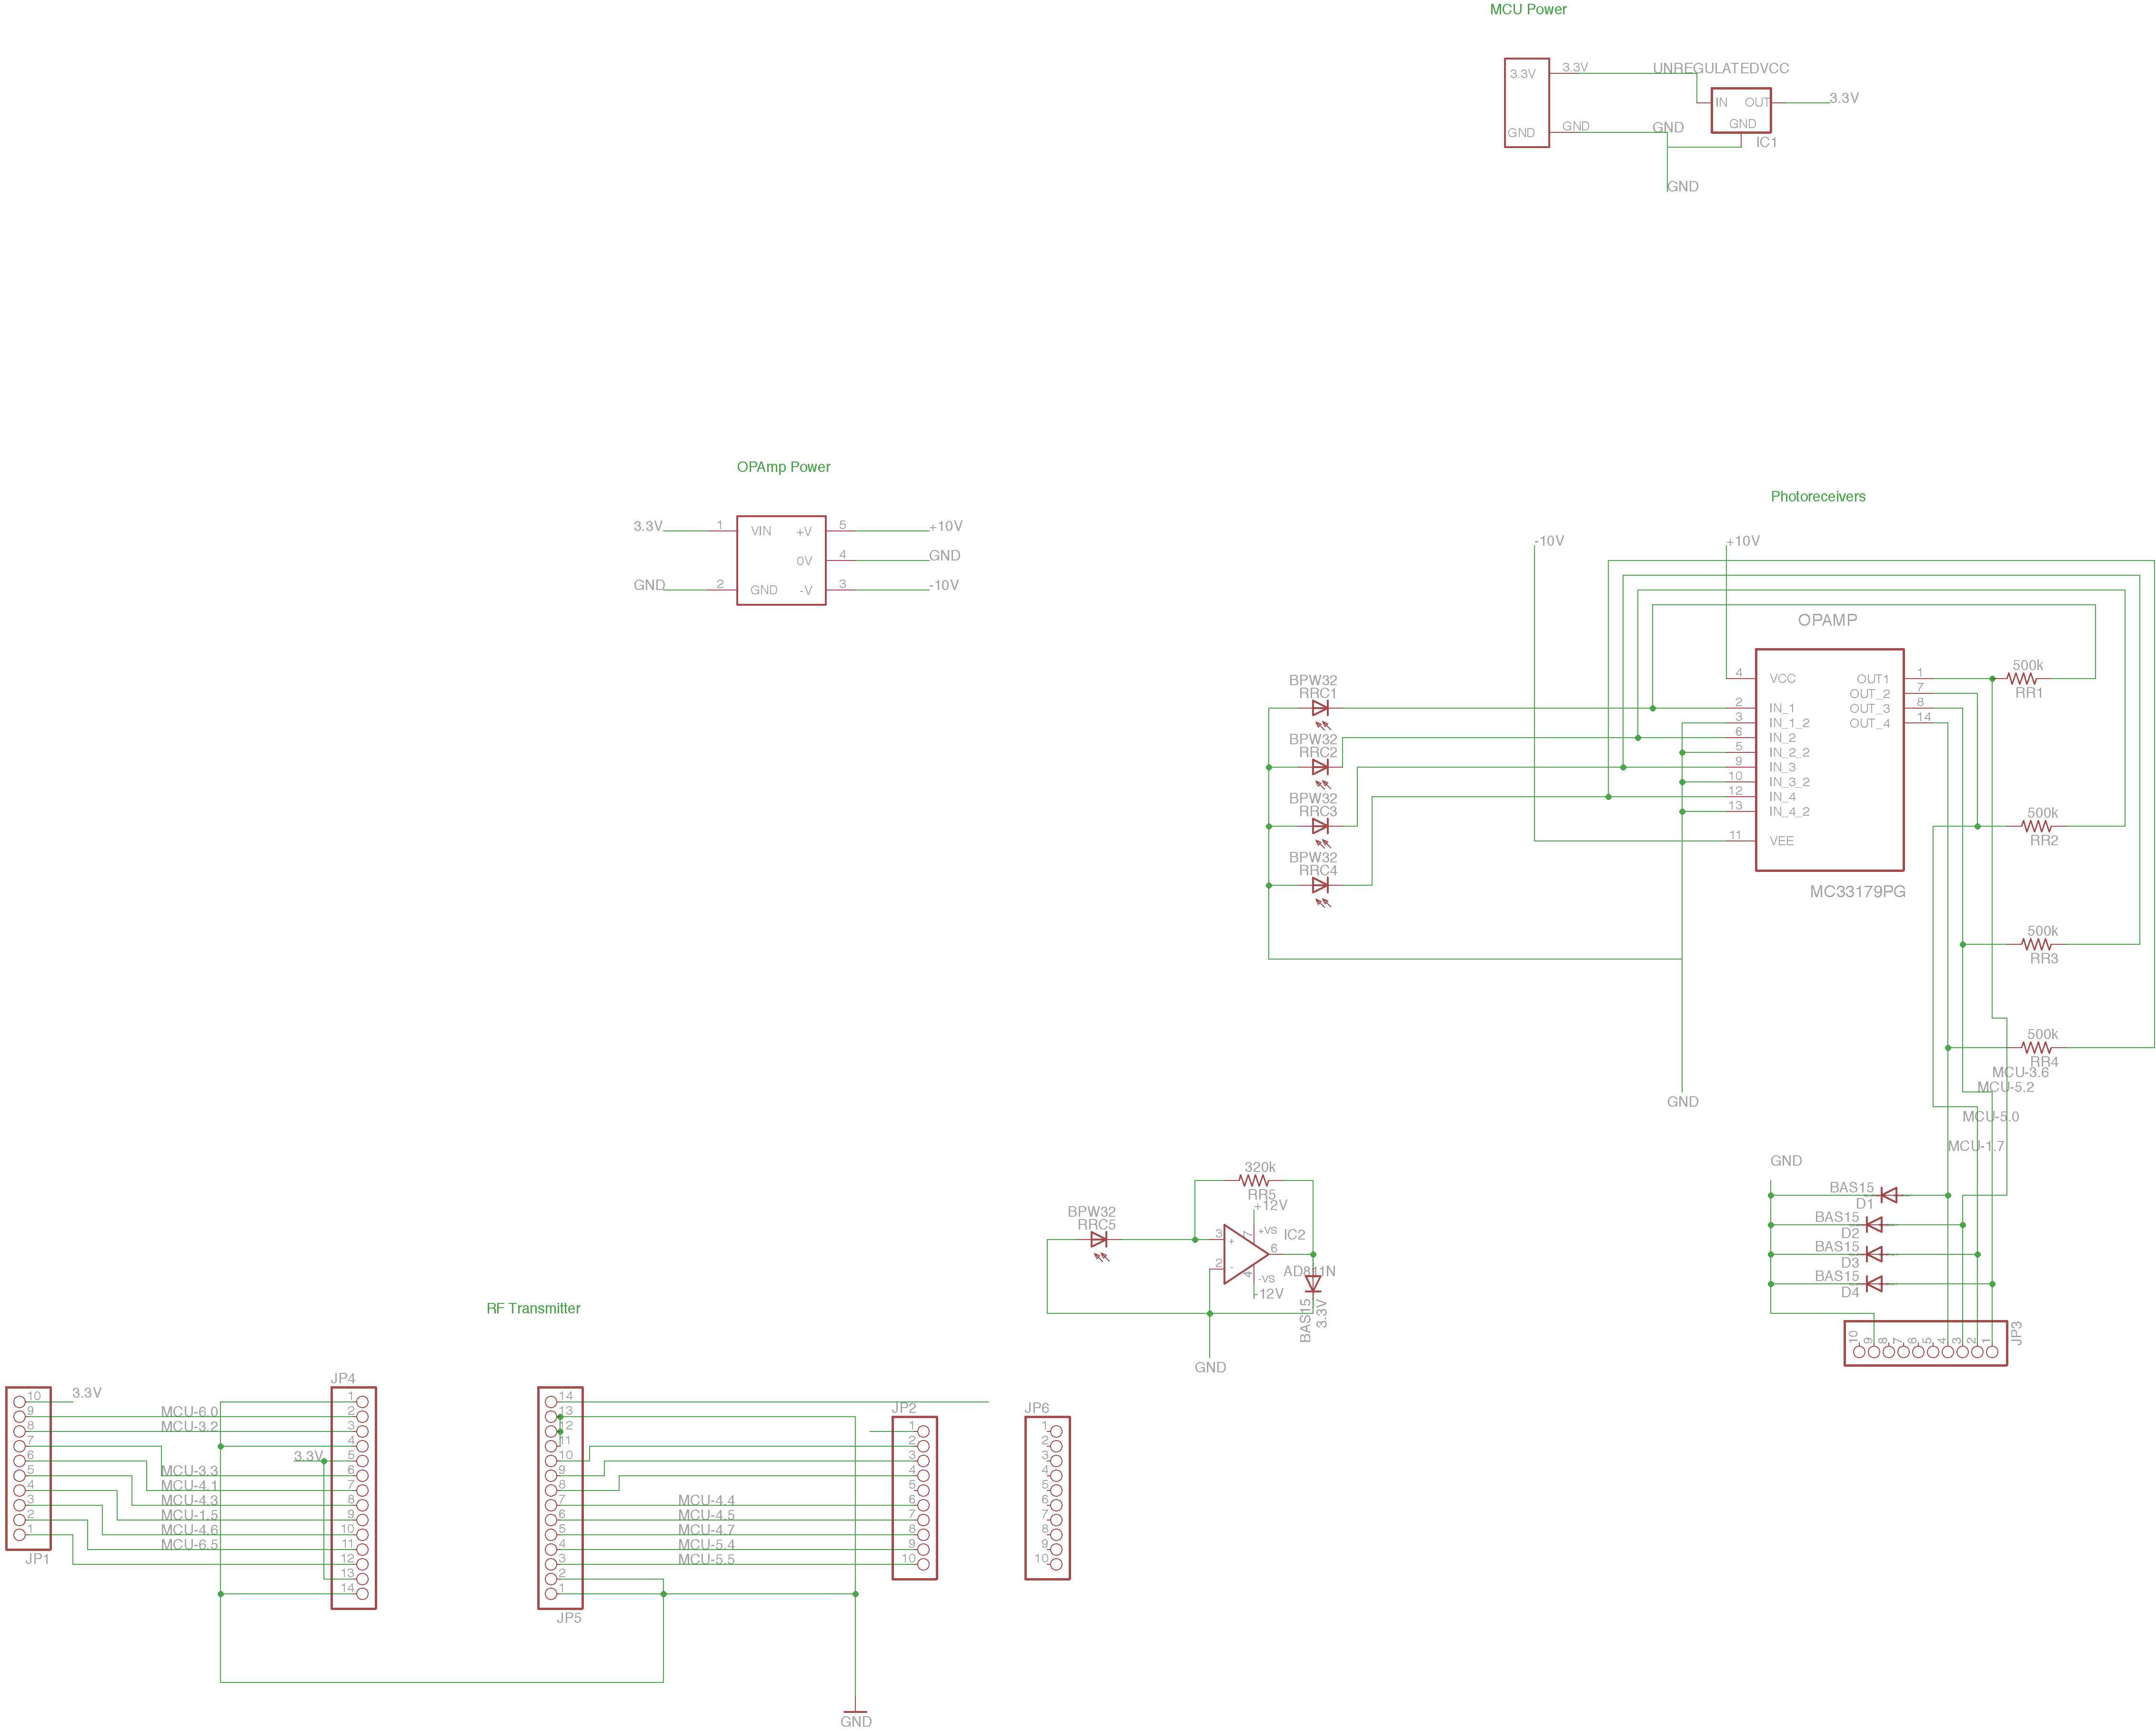 MCU Power
3.3V
3.3V
UNREGULATEDVCC
IN
OUT
3.3V
GND
GND
GND
GND
IC1
GND
OPAmp Power
3.3V
1
VIN
+V
5
+10V
0V
4
GND
GND
2
GND
-V
3
-10V
Photoreceivers
-10V
+10V
OPAMP
4
VCC
2
IN_1
3
IN_1_2
6
IN_2
5
IN_2_2
9
IN_3
10
IN_3_2
12
IN_4
13
IN_4_2
11
VEE
OUT1
1
OUT_2
7
OUT_3
8
OUT_4
14
MC33179PG
BPW32
RRC1
BPW32
RRC2
BPW32
RRC3
BPW32
RRC4
500k
RR1
500k
RR2
500k
RR3
500k
RR4
MCU-3.6
MCU-5.2
MCU-5.0
MCU-1.7
GND
GND
BAS15
D1
BAS15
D2
BAS15
D3
BAS15
D4
10
9
8
7
6
5
4
3
2
1
JP3
320k
RR5
+12V
BPW32
RRC5
3
2
+
-
7
+VS
IC2
6
4
-VS
AD811N
-12V
BAS15
3.3V
GND
RF Transmitter
10
9
8
7
6
5
4
3
2
1
JP1
3.3V
MCU-6.0
MCU-3.2
3.3V
MCU-3.3
MCU-4.1
MCU-4.3
MCU-1.5
MCU-4.6
MCU-6.5
JP4
1
2
3
4
5
6
7
8
9
10
11
12
13
14
14
13
12
11
10
9
8
7
6
5
4
3
2
1
JP5
MCU-4.4
MCU-4.5
MCU-4.7
MCU-5.4
MCU-5.5
JP2
1
2
3
4
5
6
7
8
9
10
JP6
1
2
3
4
5
6
7
8
9
10
GND